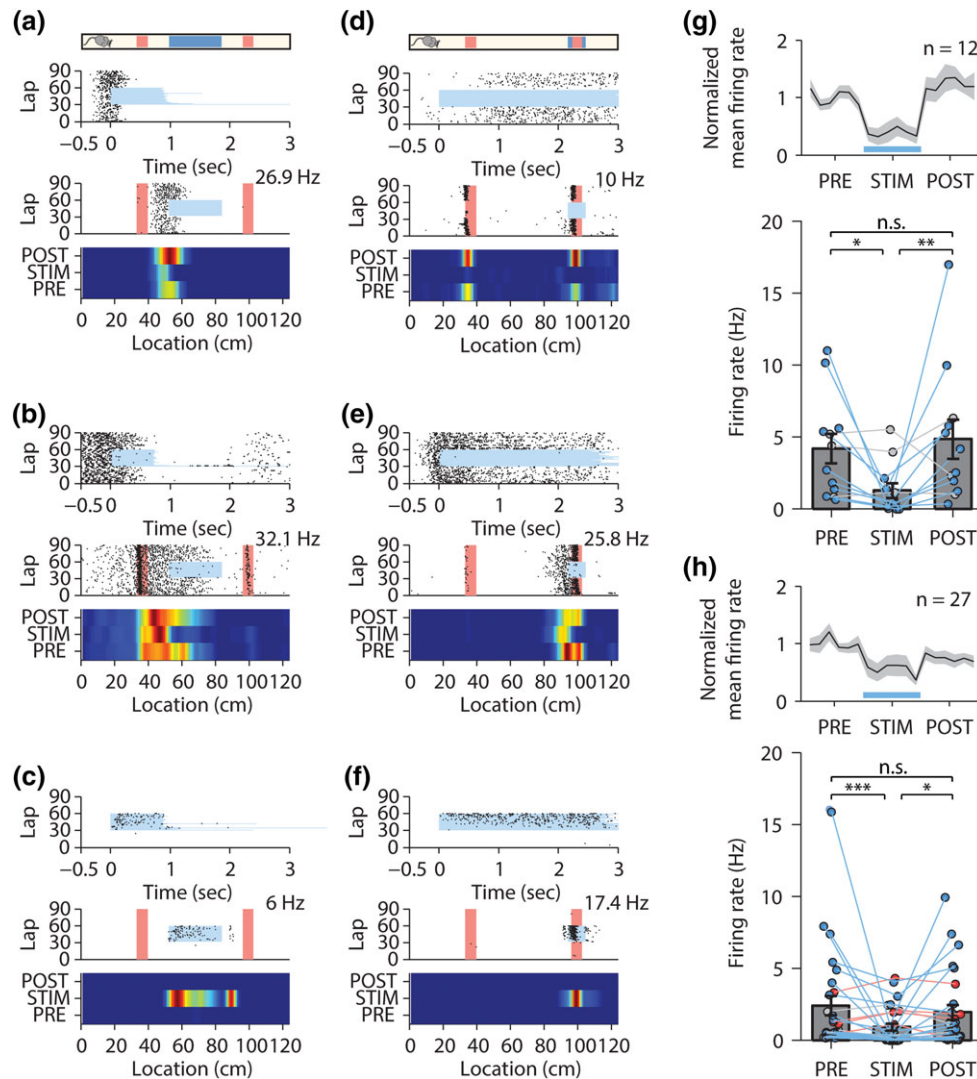 (a)
90
60
30
0
Lap
−0.5 0 1 2 3
Time (sec)
26.9 Hz
90
60
30
0
Lap
POST
STIM
PRE
0 20 40 60 80 100 120
Location (cm)
(b)
90
60
30
0
Lap
−0.5 0 1 2 3
Time (sec)
32.1 Hz
90
60
30
0
Lap
POST
STIM
PRE
0 20 40 60 80 100 120
Location (cm)
(c)
90
60
30
0
Lap
−0.5 0 1 2 3
Time (sec)
6 Hz
90
60
30
0
Lap
POST
STIM
PRE
0 20 40 60 80 100 120
Location (cm)
(d)
90
60
30
0
Lap
−0.5 0 1 2 3
Time (sec)
10 Hz
90
60
30
0
Lap
POST
STIM
PRE
0 20 40 60 80 100 120
Location (cm)
(e)
90
60
30
0
Lap
−0.5 0 1 2 3
Time (sec)
25.8 Hz
90
60
30
0
Lap
POST
STIM
PRE
0 20 40 60 80 100 120
Location (cm)
(f)
90
60
30
0
Lap
−0.5 0 1 2 3
Time (sec)
17.4 Hz
90
60
30
0
Lap
POST
STIM
PRE
0 20 40 60 80 100 120
Location (cm)
(g)
n = 12
2
1
0
Normalized
mean firing rate
PRE STIM POST
n.s.
* **
20
15
10
5
0
Firing rate (Hz)
PRE STIM POST
(h)
n = 27
2
1
0
Normalized
mean firing rate
PRE STIM POST
n.s.
*** *
20
15
10
5
0
Firing rate (Hz)
PRE STIM POST